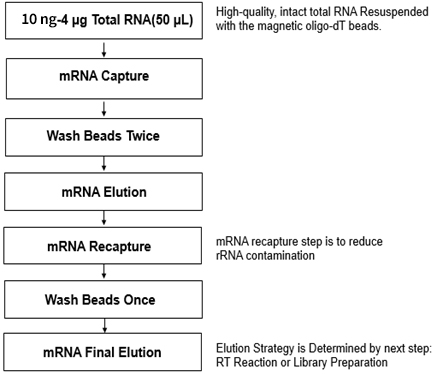 10 ng-4 µg Total RNA(50 µL)
High-quality, intact total RNA Resuspended
with the magnetic oligo-dT beads.
mRNA Capture
Wash Beads Twice
mRNA Elution
mRNA Recapture
mRNA recapture step is to reduce
rRNA contamination
Wash Beads Once
mRNA Final Elution
Elution Strategy is Determined by next step:
RT Reaction or Library Preparation